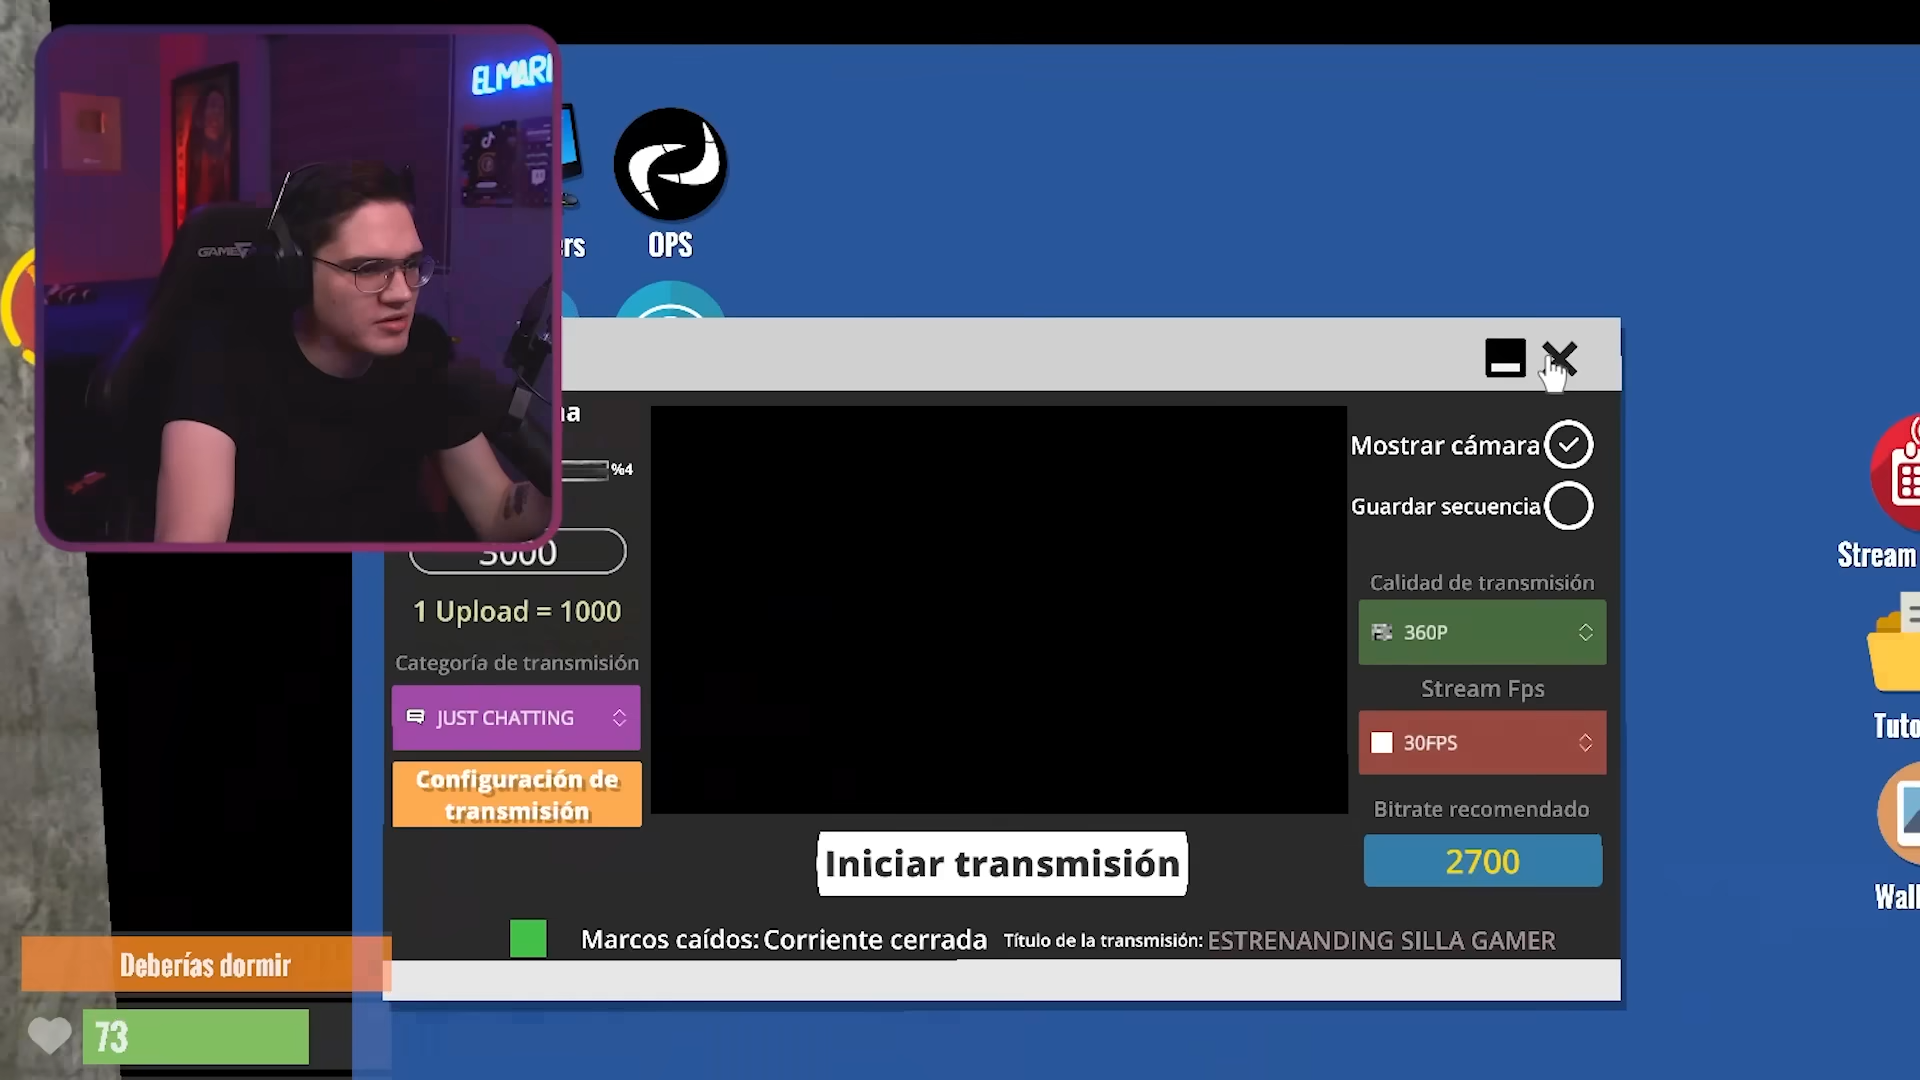 ELMARI
GAME
rs
OPS
na
%4
Mostrar cámara
Guardar secuencia
3000
1 Upload = 1000
Calidad de transmisión
360P
Categoría de transmisión
Stream Fps
JUST CHATTING
30FPS
Configuración de
transmisión
Bitrate recomendado
2700
Iniciar transmisión
Marcos caídos: Corriente cerrada Título de la transmisión: ESTRENANDING SILLA GAMER
Stream
Tuto
Wall
Deberías dormir
73